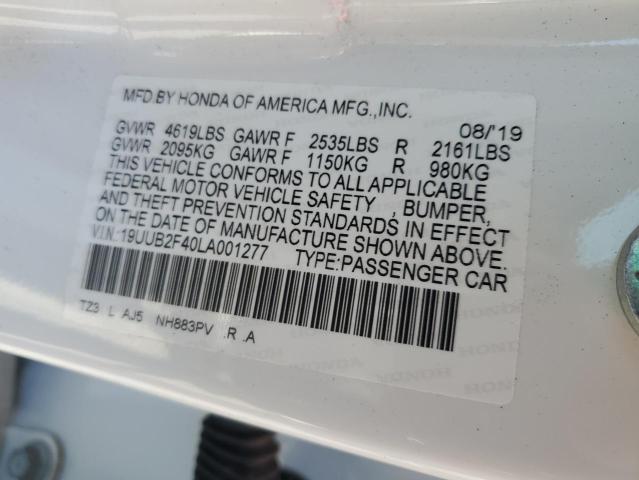 MFD.BY HONDA OF AMERICA MFG.,INC. 08/'19
GVWR 4619LBS GAWR F 2535LBS R 2161LBS
GVWR 2095KG GAWR F 1150KG R 980KG
THIS VEHICLE CONFORMS TO ALL APPLICABLE
FEDERAL MOTOR VEHICLE SAFETY , BUMPER,
AND THEFT PREVENTION STANDARDS IN EFFECT
ON THE DATE OF MANUFACTURE SHOWN ABOVE.
V.I.N.:19UUB2F40LA001277 TYPE:PASSENGER CAR
TZ3 L AJ5 NH883PV .R .A
HONDA HONDA